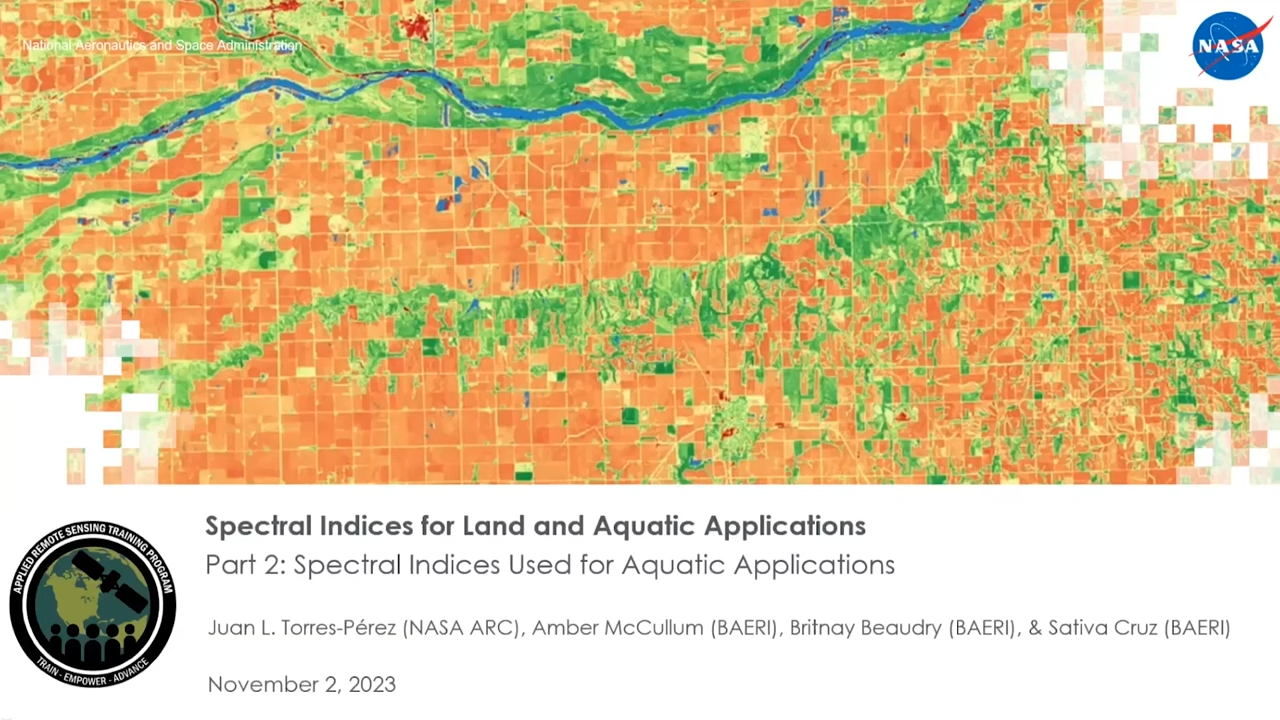 National Aeronautics and Space Administration
NASA
Spectral Indices for Land and Aquatic Applications
Part 2: Spectral Indices Used for Aquatic Applications
APPLIED REMOTE SENSING TRAINING PROGRAM
TRAIN - EMPOWER - ADVANCE
Juan L. Torres-Pérez (NASA ARC), Amber McCullum (BAERI), Britnay Beaudry (BAERI), & Sativa Cruz (BAERI)
November 2, 2023